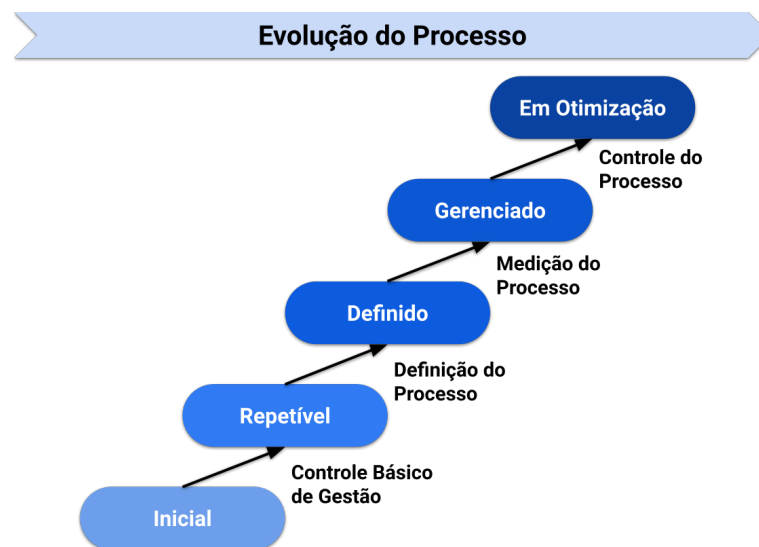 Evolução do Processo
Em Otimização
Controle do
Processo
Gerenciado
Medição do
Processo
Definido
Definição do
Processo
Repetível
Controle Básico
de Gestão
Inicial